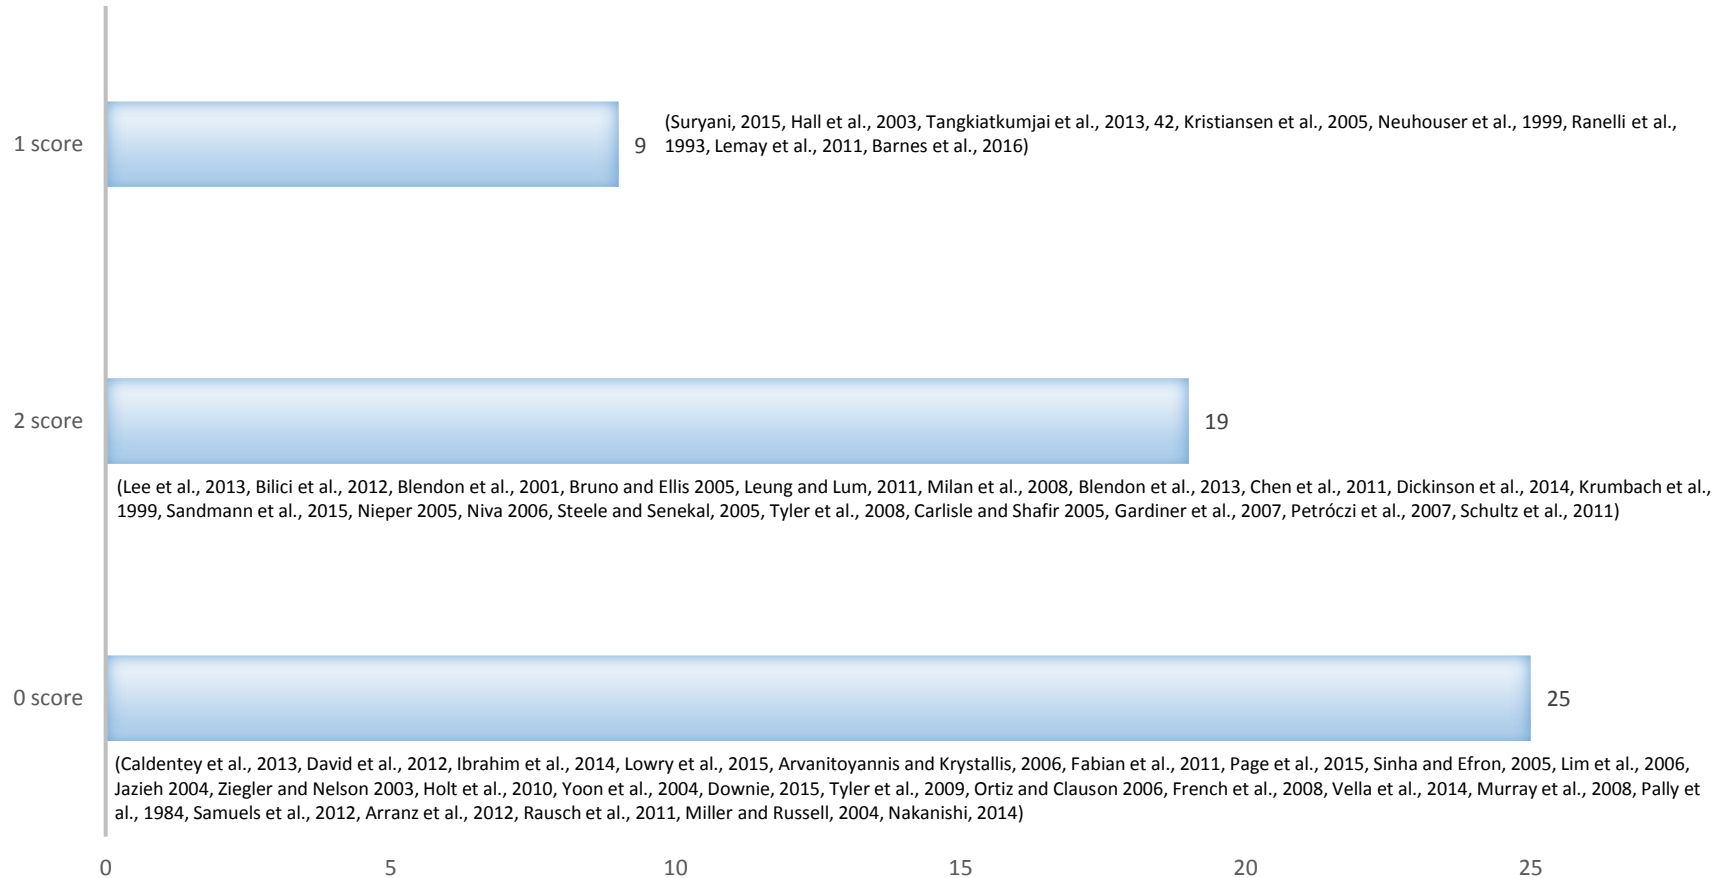 1 score
9
(Suryani, 2015, Hall et al., 2003, Tangkiatkumjai et al., 2013, 42, Kristiansen et al., 2005, Neuhouser et al., 1999, Ranelli et al.,
1993, Lemay et al., 2011, Barnes et al., 2016)
2 score
19
(Lee et al., 2013, Bilici et al., 2012, Blendon et al., 2001, Bruno and Ellis 2005, Leung and Lum, 2011, Milan et al., 2008, Blendon et al., 2013, Chen et al., 2011, Dickinson et al., 2014, Krumbach et al.,
1999, Sandmann et al., 2015, Nieper 2005, Niva 2006, Steele and Senekal, 2005, Tyler et al., 2008, Carlisle and Shafir 2005, Gardiner et al., 2007, Petróczi et al., 2007, Schultz et al., 2011)
0 score
25
(Caldentey et al., 2013, David et al., 2012, Ibrahim et al., 2014, Lowry et al., 2015, Arvanitoyannis and Krystallis, 2006, Fabian et al., 2011, Page et al., 2015, Sinha and Efron, 2005, Lim et al., 2006,
Jazieh 2004, Ziegler and Nelson 2003, Holt et al., 2010, Yoon et al., 2004, Downie, 2015, Tyler et al., 2009, Ortiz and Clauson 2006, French et al., 2008, Vella et al., 2014, Murray et al., 2008, Pally et
al., 1984, Samuels et al., 2012, Arranz et al., 2012, Rausch et al., 2011, Miller and Russell, 2004, Nakanishi, 2014)
0 5 10 15 20 25